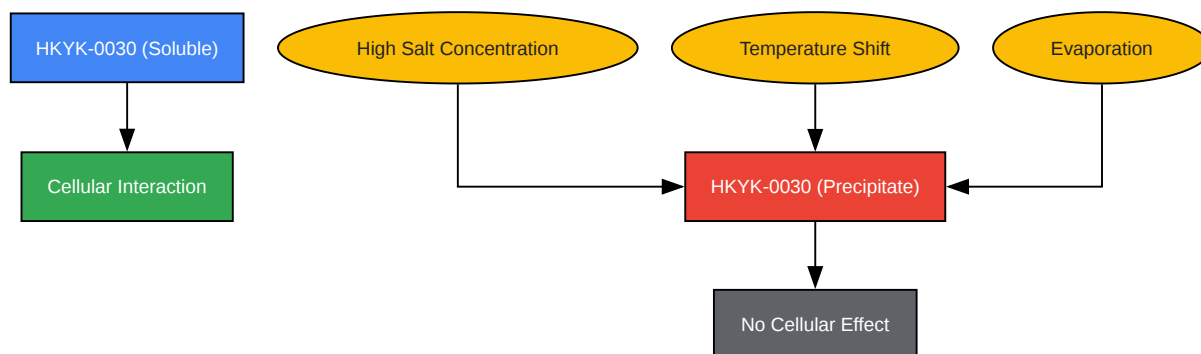 HKYK-0030 (Soluble)
High Salt Concentration
Temperature Shift
Evaporation
Cellular Interaction
HKYK-0030 (Precipitate)
No Cellular Effect